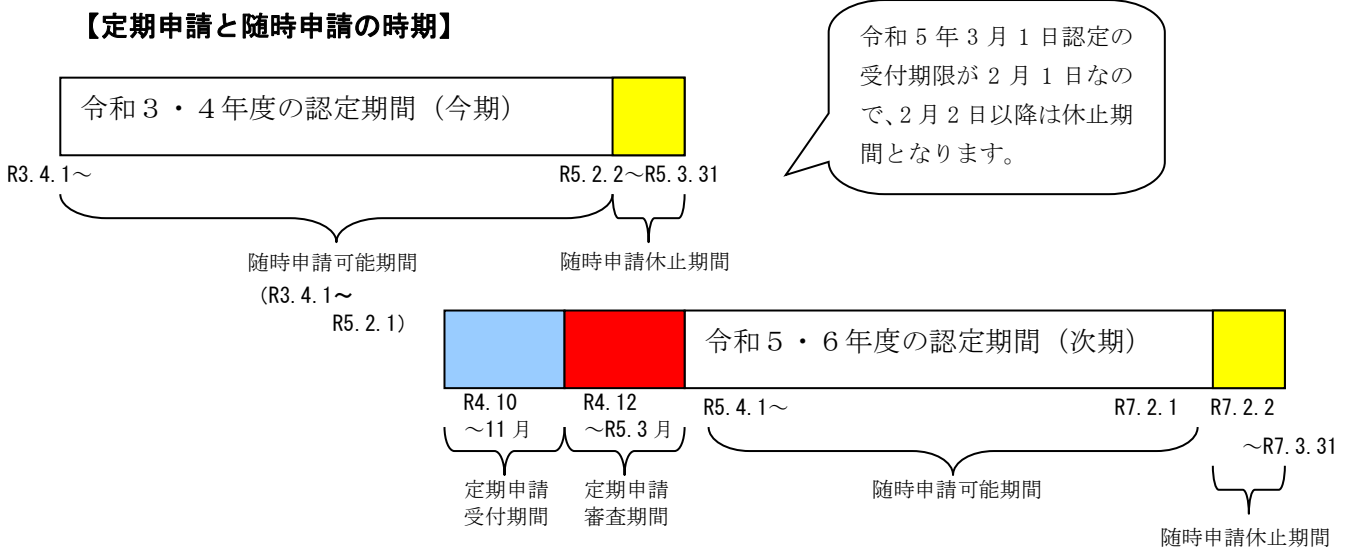 【定期申請と随時申請の時期】
令和5年3月1日認定の
受付期限が2月1日なの
で、2月2日以降は休止期
間となります。
令和3・4年度の認定期間（今期）
R3.4.1～
R5.2.2～R5.3.31
随時申請可能期間
(R3.4.1～
R5.2.1)
随時申請休止期間
令和5・6年度の認定期間（次期）
R4.10
～11月
R4.12
～R5.3月
R5.4.1～
R7.2.1
R7.2.2
～R7.3.31
定期申請
受付期間
定期申請
審査期間
随時申請可能期間
随時申請休止期間